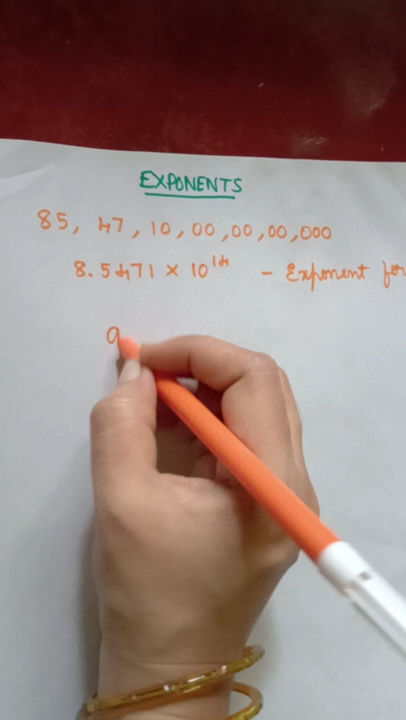 EXPONENTS
85, 47, 10, 00, 00, 00, 000
8.5471 × 10¹⁴ - Exponent for
a